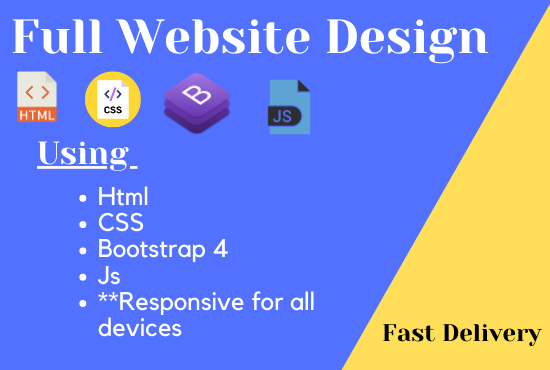 Full Website Design
HTML
</>
CSS
B
JS
Using
Html
CSS
Bootstrap 4
Js
**Responsive for all
devices
Fast Delivery